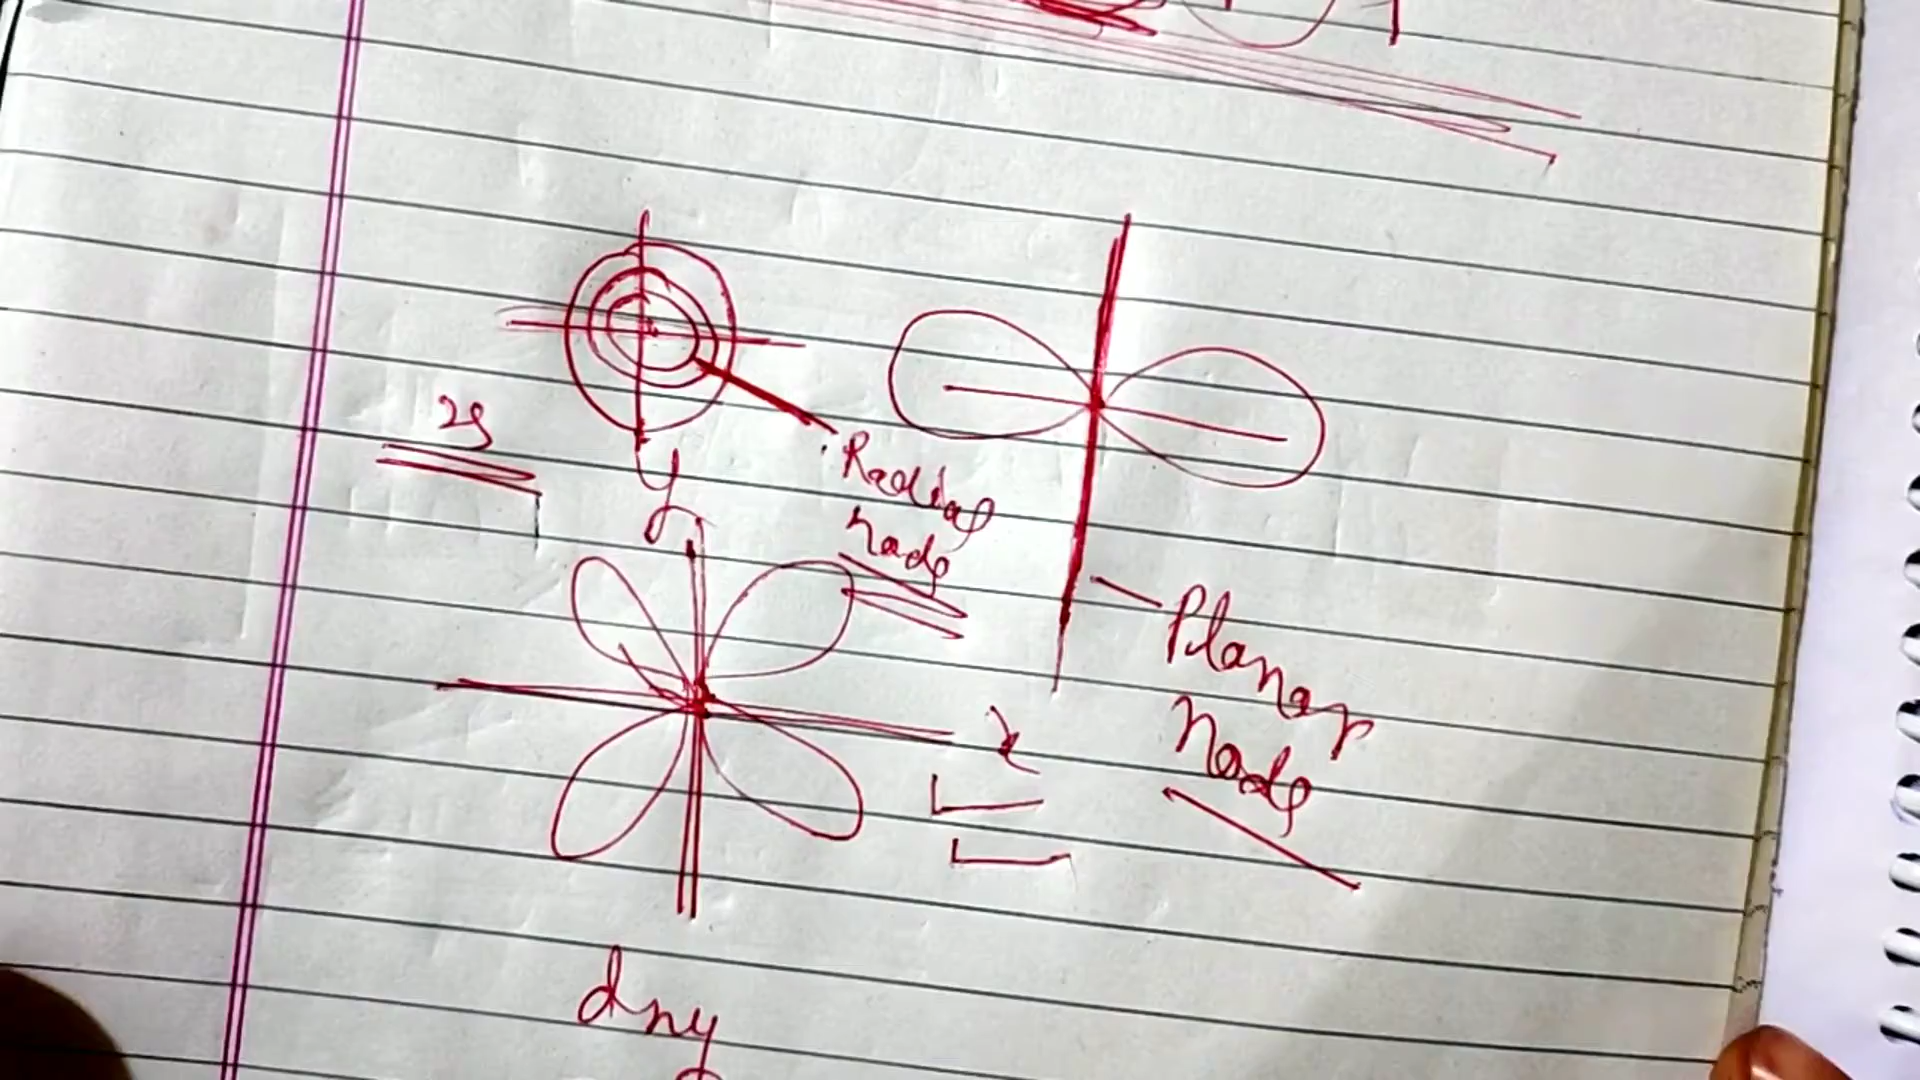 2s
Radial
node
Planar
Node
y
x
dxy